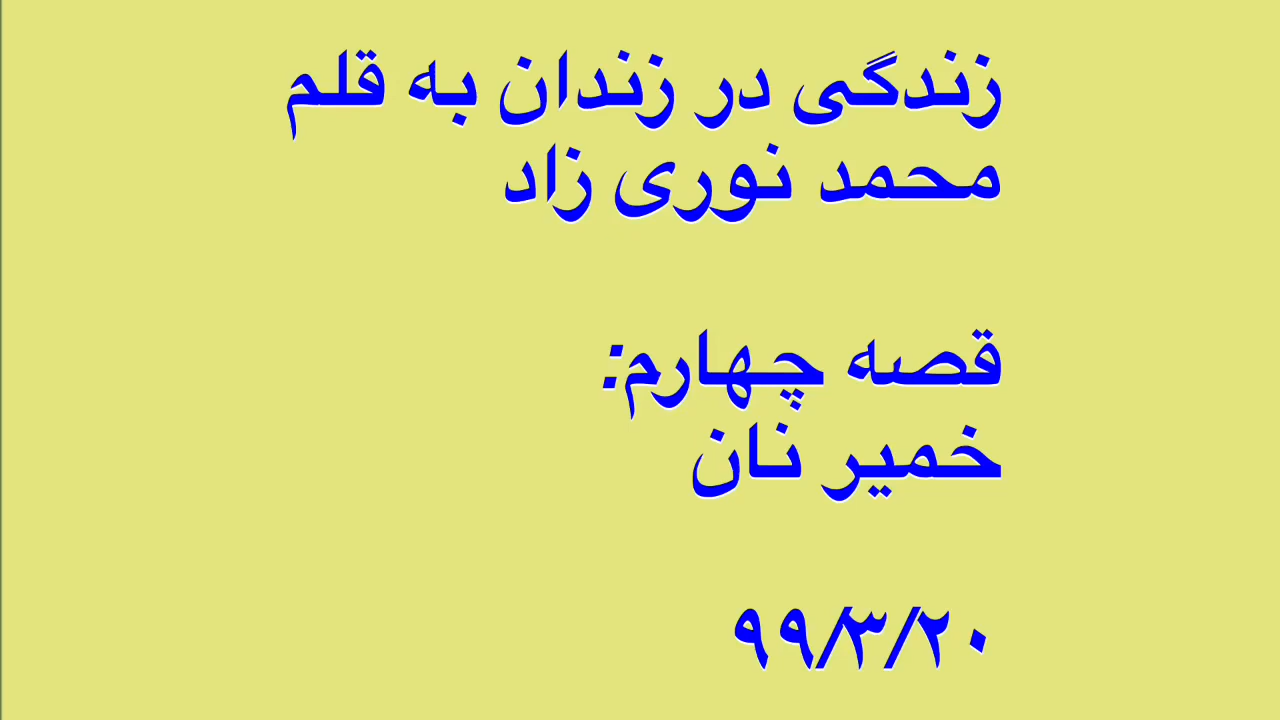 زندگی در زندان به قلم
محمد نوری زاد
قصه چهارم:
خمیر نان
۹۹/۳/۲۰